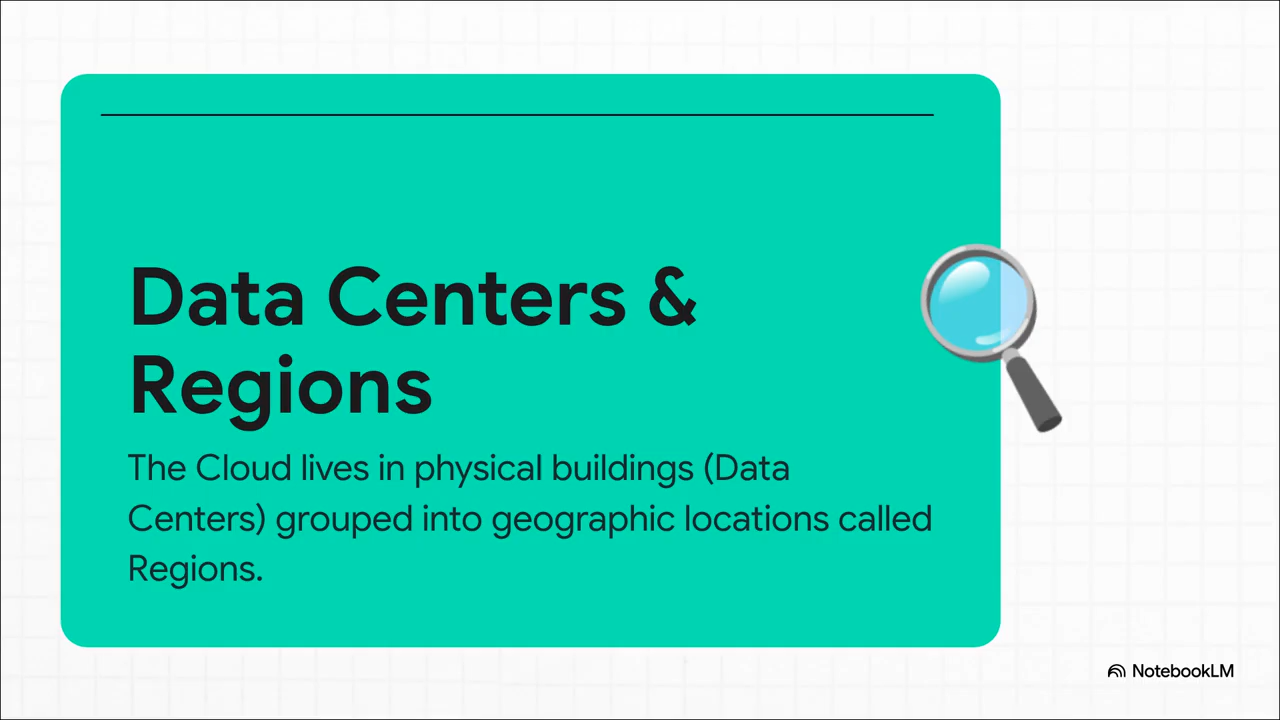 Data Centers &
Regions
The Cloud lives in physical buildings (Data
Centers) grouped into geographic locations called
Regions.
NotebookLM